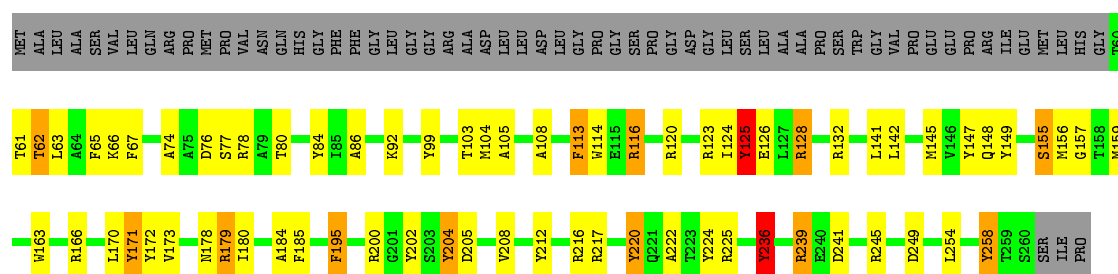 MET ALA LEU ALA SER VAL LEU GLN ARG PRO MET PRO VAL ASN GLN HIS GLY PHE PHE GLY LEU GLY GLY ARG ALA ASP LEU LEU ASP LEU GLY PRO GLY SER PRO GLY ASP GLY LEU SER LEU ALA ALA PRO SER TRP GLY VAL PRO GLU GLU PRO ARG ILE GLU MET LEU HIS GLY T60
T61 T62 L63 A64 F65 K66 F67 A74 A75 D76 S77 R78 A79 T80 Y84 I85 A86 K92 Y99 T103 M104 A105 A108 F113 W114 E115 R116 R120 R123 I124 Y125 E126 L127 R128 R132 L141 L142 M145 V146 Y147 Q148 Y149 S155 M156 G157 T158 M159
W163 R166 L170 Y171 Y172 V173 N178 R179 I180 A184 F185 F195 R200 G201 Y202 S203 Y204 D205 V208 Y212 R216 R217 Y220 Q221 A222 T223 Y224 R225 Y236 R239 E240 D241 R245 D249 L254 Y258 T259 S260 SER ILE PRO